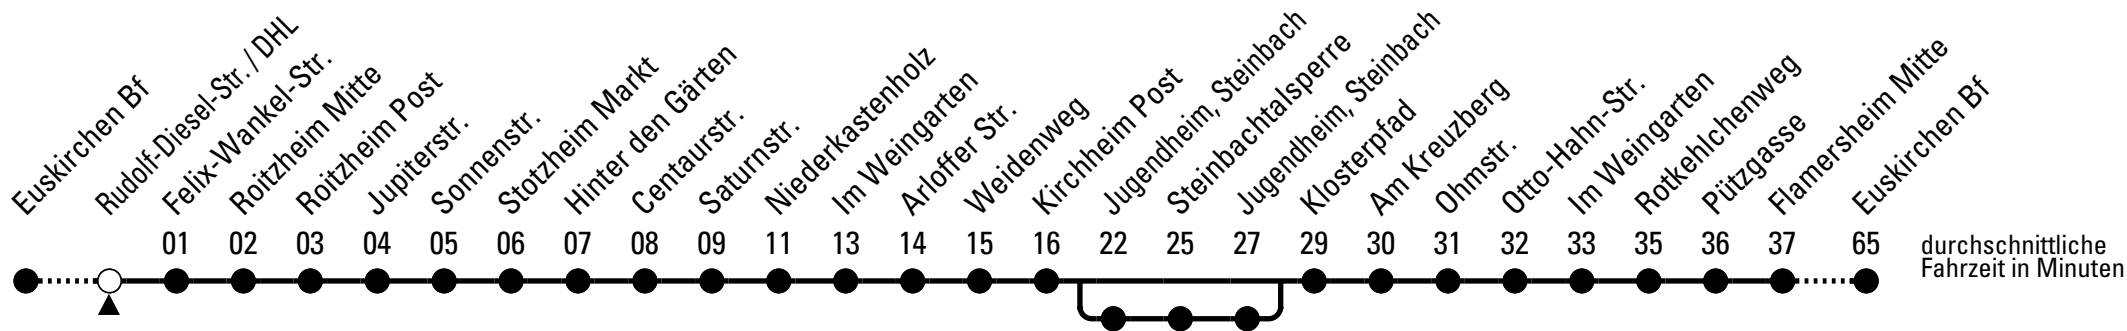 Euskirchen Bf
Rudolf-Diesel-Str. / DHL
Felix-Wankel-Str.
Roitzheim Mitte
Roitzheim Post
Jupiterstr.
Sonnenstr.
Stotzheim Markt
Hinter den Gärten
Centaurstr.
Saturnstr.
Niederkastenholz
Im Weingarten
Arloffer Str.
Weidenweg
Kirchheim Post
Jugendheim, Steinbach
Steinbachtalsperre
Jugendheim, Steinbach
Klosterpfad
Am Kreuzberg
Ohmstr.
Otto-Hahn-Str.
Im Weingarten
Rotkehlchenweg
Pützgasse
Flamersheim Mitte
Euskirchen Bf
01 02 03 04 05 06 07 08 09 11 13 14 15 16 22 25 27 29 30 31 32 33 35 36 37 65
durchschnittliche
Fahrzeit in Minuten